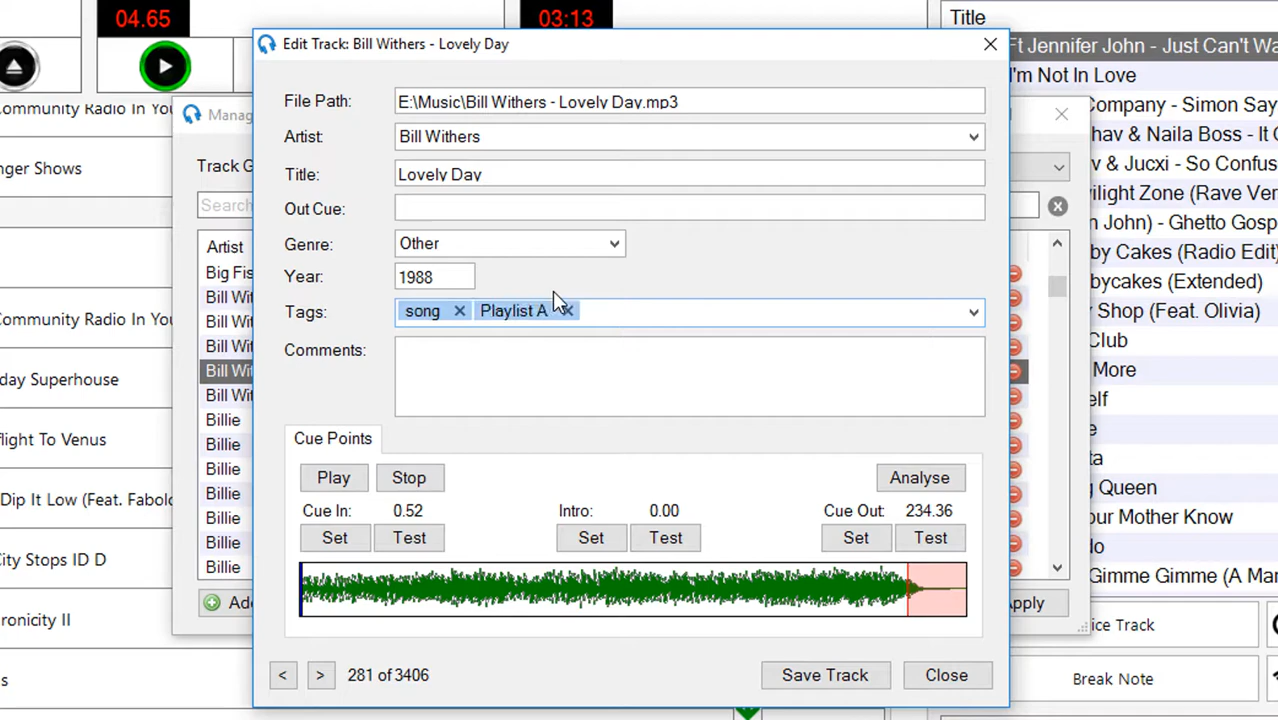 04.65
03:13
Title
Edit Track: Bill Withers - Lovely Day
Ft Jennifer John - Just Can't Wa
File Path: E:\Music\Bill Withers - Lovely Day.mp3
I'm Not In Love
ommunity Radio In You
Manag
Company - Simon Say
Artist: Bill Withers
hav & Naila Boss - It
nger Shows
Track G
Title: Lovely Day
v & Jucxi - So Confus
Search
Out Cue:
vilight Zone (Rave Ver
n John) - Ghetto Gosp
Artist
Genre: Other
by Cakes (Radio Edit)
Big Fis
Year: 1988
bycakes (Extended)
Bill Wit
Tags: song Playlist A
y Shop (Feat. Olivia)
ommunity Radio In You
Bill Wit
Bill Wit
Comments:
Club
Bill Wit
More
day Superhouse
Bill Wit
elf
Billie
e
flight To Venus
Billie
Cue Points
ta
Billie
Play Stop Analyse
g Queen
Dip It Low (Feat. Fabolo
Billie
Cue In: 0.52 Intro: 0.00 Cue Out: 234.36
our Mother Know
Billie
Set Test Set Test Set Test
do
City Stops ID D
Billie
Billie
Gimme Gimme (A Mar
Add
Apply
hronicity II
ice Track
< > 281 of 3406 Save Track Close
s
Break Note